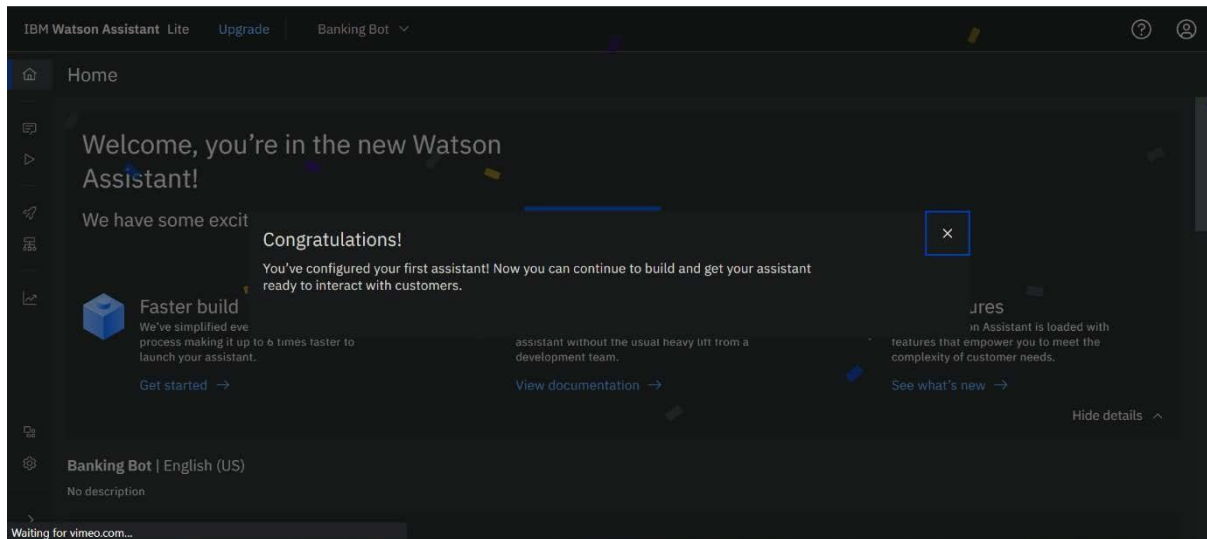 IBM Watson Assistant Lite Upgrade Banking Bot
Home
Welcome, you're in the new Watson
Assistant!
We have some excit
Congratulations!
You've configured your first assistant! Now you can continue to build and get your assistant
ready to interact with customers.
Faster build
We've simplified eve
process making it up to 6 times faster to
launch your assistant.
Get started →
assistant without the usual heavy lift from a
development team.
View documentation →
ures
n Assistant is loaded with
features that empower you to meet the
complexity of customer needs.
See what's new →
Hide details
Banking Bot | English (US)
No description
Waiting for vimeo.com...